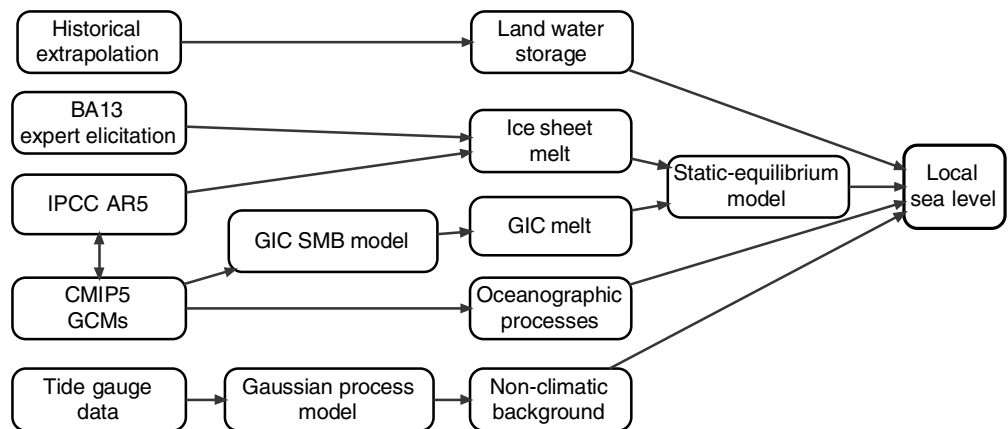 Historical
extrapolation
Land water
storage
BA13
expert elicitation
Ice sheet
melt
Static-equilibrium
model
Local
sea level
IPCC AR5
GIC SMB model
GIC melt
CMIP5
GCMs
Oceanographic
processes
Tide gauge
data
Gaussian process
model
Non-climatic
background